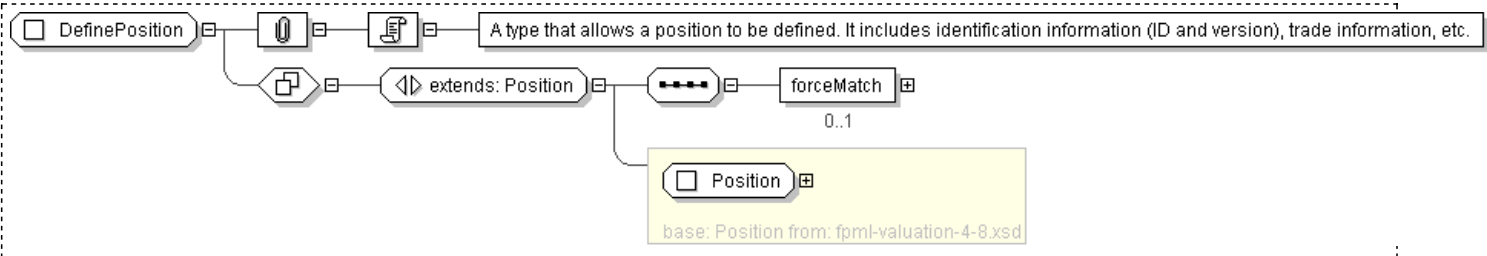 DefinePosition
A type that allows a position to be defined. It includes identification information (ID and version), trade information, etc.
extends: Position
forceMatch
0..1
Position
base: Position from: fpml-valuation-4-8.xsd